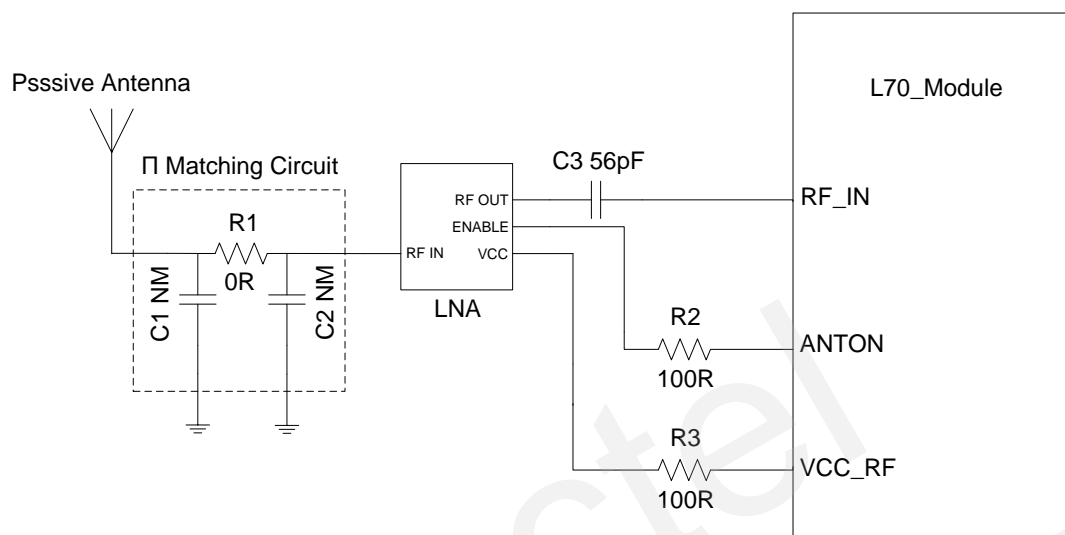 Psssive Antenna
Π Matching Circuit
R1
0R
C1 NM
C2 NM
RF IN
RF OUT
ENABLE
VCC
LNA
C3 56pF
L70_Module
RF_IN
R2
100R
ANTON
R3
100R
VCC_RF
ctel